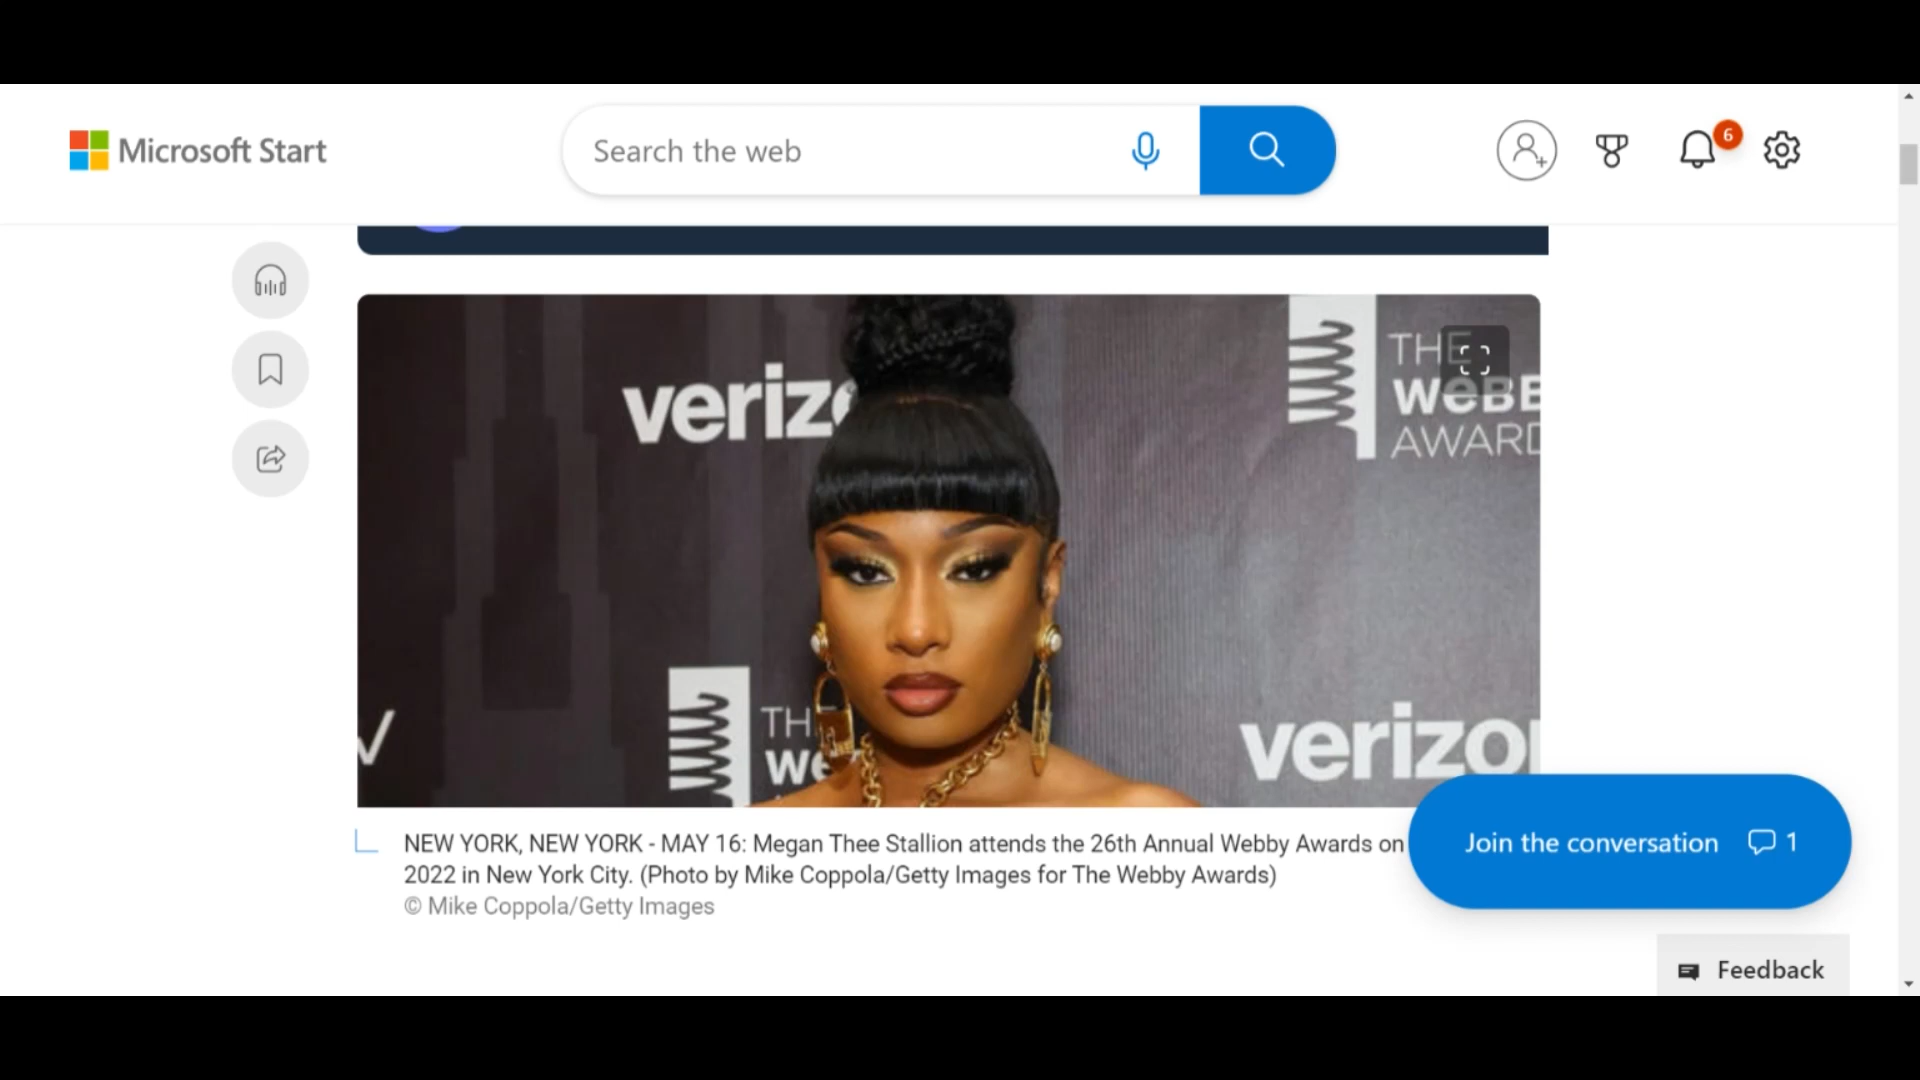 Microsoft Start
Search the web
6
verizo
THE
WEBB
AWARD
TH
we
verizon
NEW YORK, NEW YORK - MAY 16: Megan Thee Stallion attends the 26th Annual Webby Awards on
2022 in New York City. (Photo by Mike Coppola/Getty Images for The Webby Awards)
© Mike Coppola/Getty Images
Join the conversation 1
Feedback